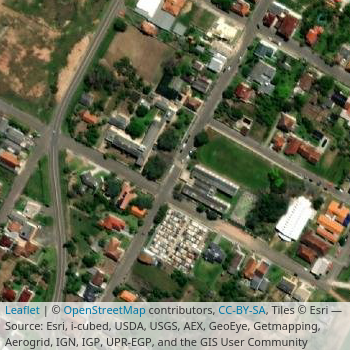 Leaflet | © OpenStreetMap contributors, CC-BY-SA, Tiles © Esri —
Source: Esri, i-cubed, USDA, USGS, AEX, GeoEye, Getmapping,
Aerogrid, IGN, IGP, UPR-EGP, and the GIS User Community